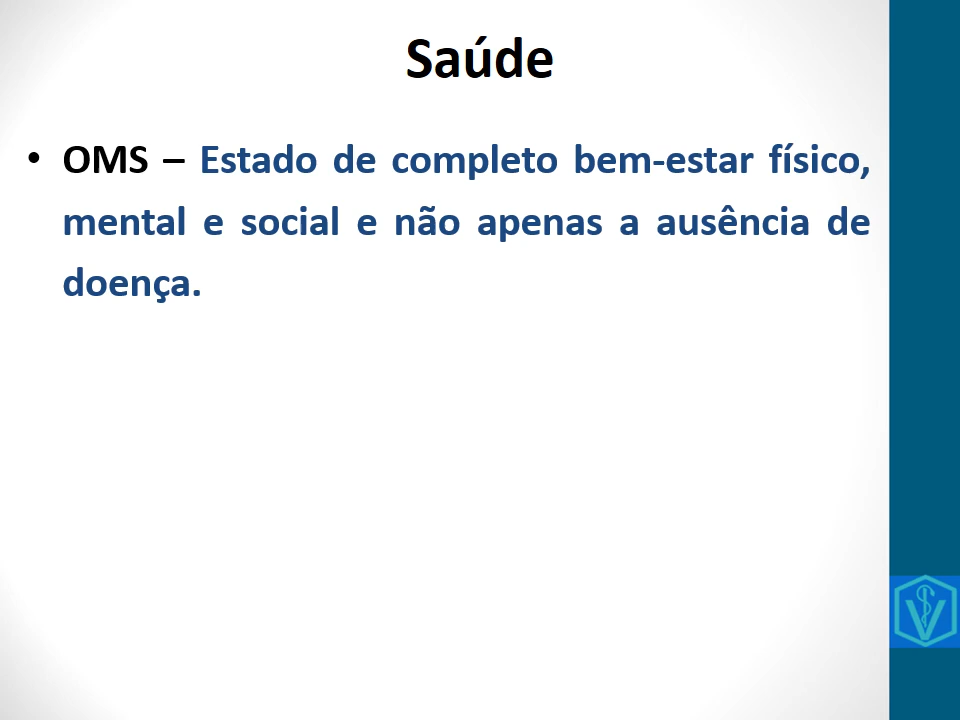 Saúde
• OMS – Estado de completo bem-estar físico,
mental e social e não apenas a ausência de
doença.